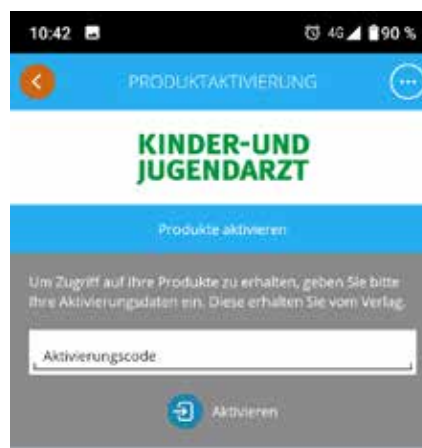 10:42 4G 90 %
PRODUKTAKTIVIERUNG
KINDER-UND
JUGENDARZT
Produkte aktivieren
Um Zugriff auf Ihre Produkte zu erhalten, geben Sie bitte
Ihre Aktivierungsdaten ein. Diese erhalten Sie vom Verlag.
Aktivierungscode
Aktivieren